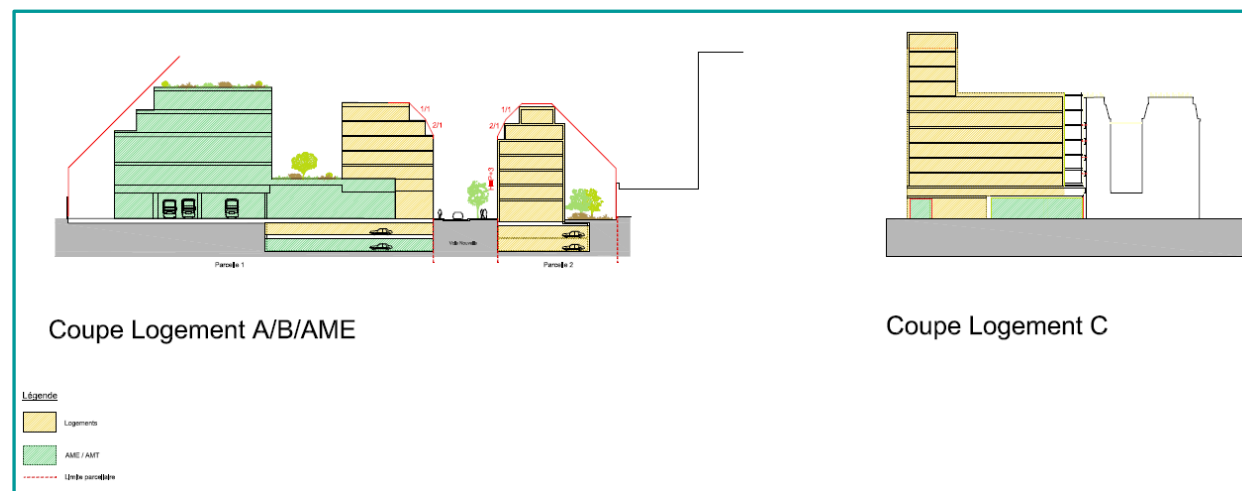 1/1
2/1
1/1
2/1
Voie Nouvelle
Parcelle 1
Parcelle 2
Coupe Logement A/B/AME
Coupe Logement C
Légende
Logements
AME / AMT
Limite parcellaire